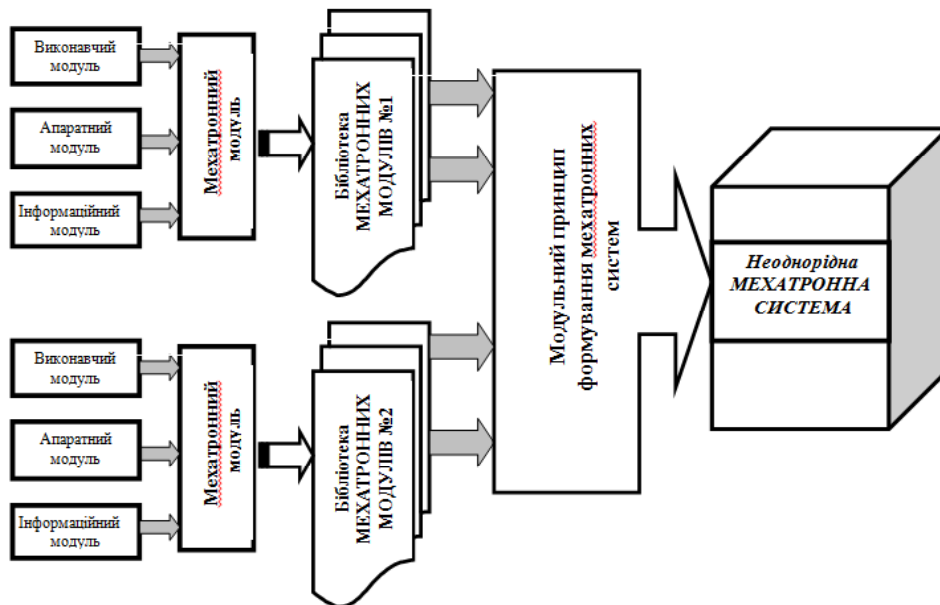 Виконавчий
модуль
Апаратний
модуль
Інформаційний
модуль
Мехатронний
модуль
Бібліотека
МЕХАТРОННИХ
МОДУЛІВ №1
Виконавчий
модуль
Апаратний
модуль
Інформаційний
модуль
Мехатронний
модуль
Бібліотека
МЕХАТРОННИХ
МОДУЛІВ №2
Модульний принцип
формування мехатронних
систем
Неоднорідна
МЕХАТРОННА
СИСТЕМА